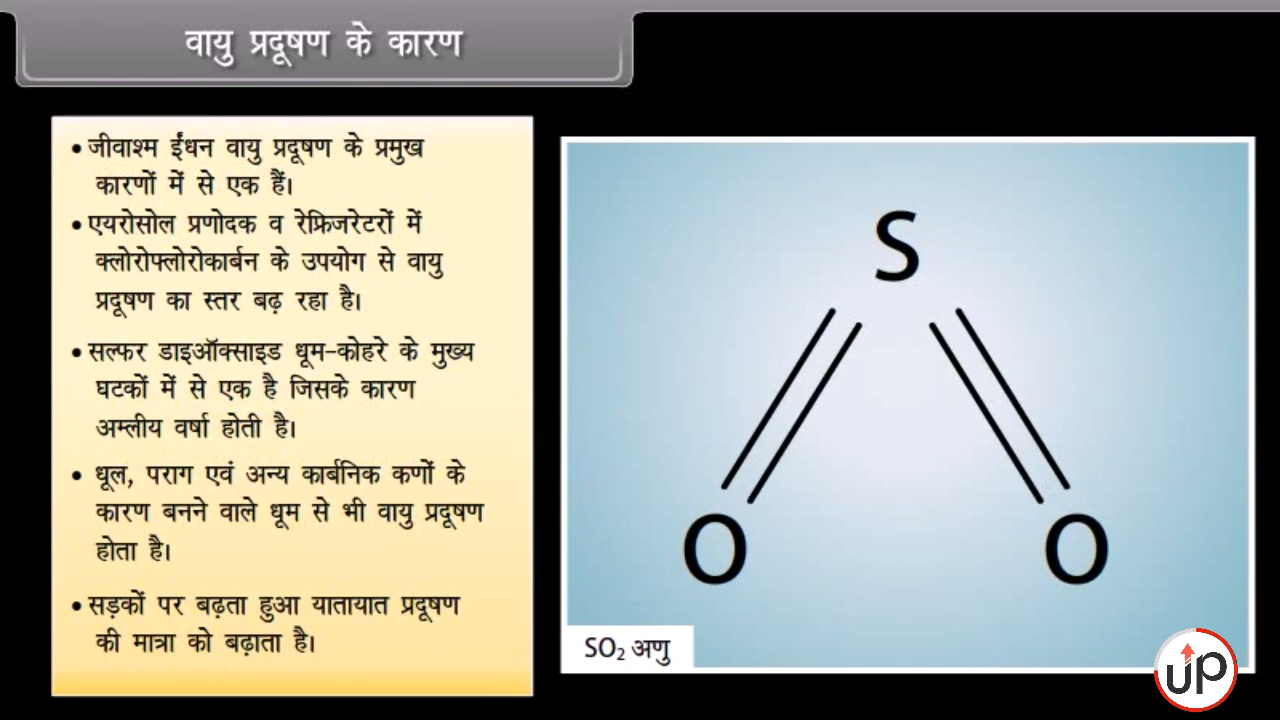 वायु प्रदूषण के कारण
• जीवाश्म ईंधन वायु प्रदूषण के प्रमुख
कारणों में से एक हैं।
• एयरोसोल प्रणोदक व रेफ्रिजरेटरों में
क्लोरोफ्लोरोकार्बन के उपयोग से वायु
प्रदूषण का स्तर बढ़ रहा है।
• सल्फर डाइऑक्साइड धूम-कोहरे के मुख्य
घटकों में से एक है जिसके कारण
अम्लीय वर्षा होती है।
• धूल, पराग एवं अन्य कार्बनिक कणों के
कारण बनने वाले धूम से भी वायु प्रदूषण
होता है।
• सड़कों पर बढ़ता हुआ यातायात प्रदूषण
की मात्रा को बढ़ाता है।
S
O O
SO₂ अणु
UP